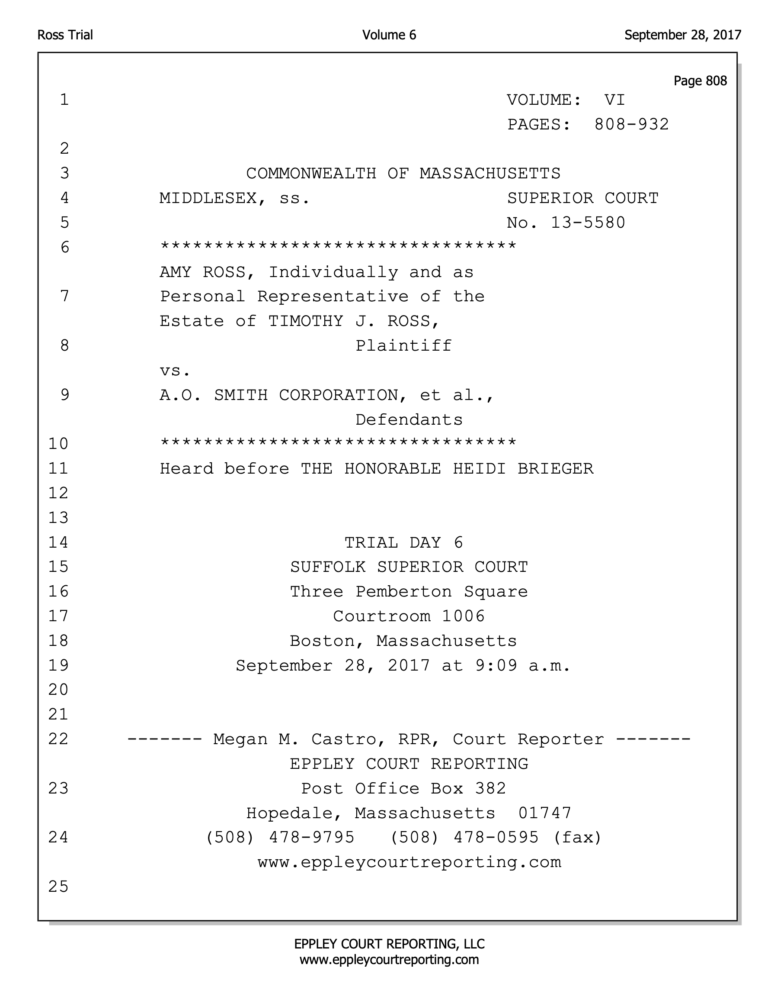 Ross Trial Volume 6 September 28, 2017
Page 808
1 VOLUME: VI
PAGES: 808-932
2
3 COMMONWEALTH OF MASSACHUSETTS
4 MIDDLESEX, ss. SUPERIOR COURT
5 No. 13-5580
6 *********************************
AMY ROSS, Individually and as
7 Personal Representative of the
Estate of TIMOTHY J. ROSS,
8 Plaintiff
vs.
9 A.O. SMITH CORPORATION, et al.,
Defendants
10 *********************************
11 Heard before THE HONORABLE HEIDI BRIEGER
12
13
14 TRIAL DAY 6
15 SUFFOLK SUPERIOR COURT
16 Three Pemberton Square
17 Courtroom 1006
18 Boston, Massachusetts
19 September 28, 2017 at 9:09 a.m.
20
21
22 ------- Megan M. Castro, RPR, Court Reporter -------
EPPLEY COURT REPORTING
23 Post Office Box 382
Hopedale, Massachusetts 01747
24 (508) 478-9795 (508) 478-0595 (fax)
www.eppleycourtreporting.com
25
EPPLEY COURT REPORTING, LLC
www.eppleycourtreporting.com